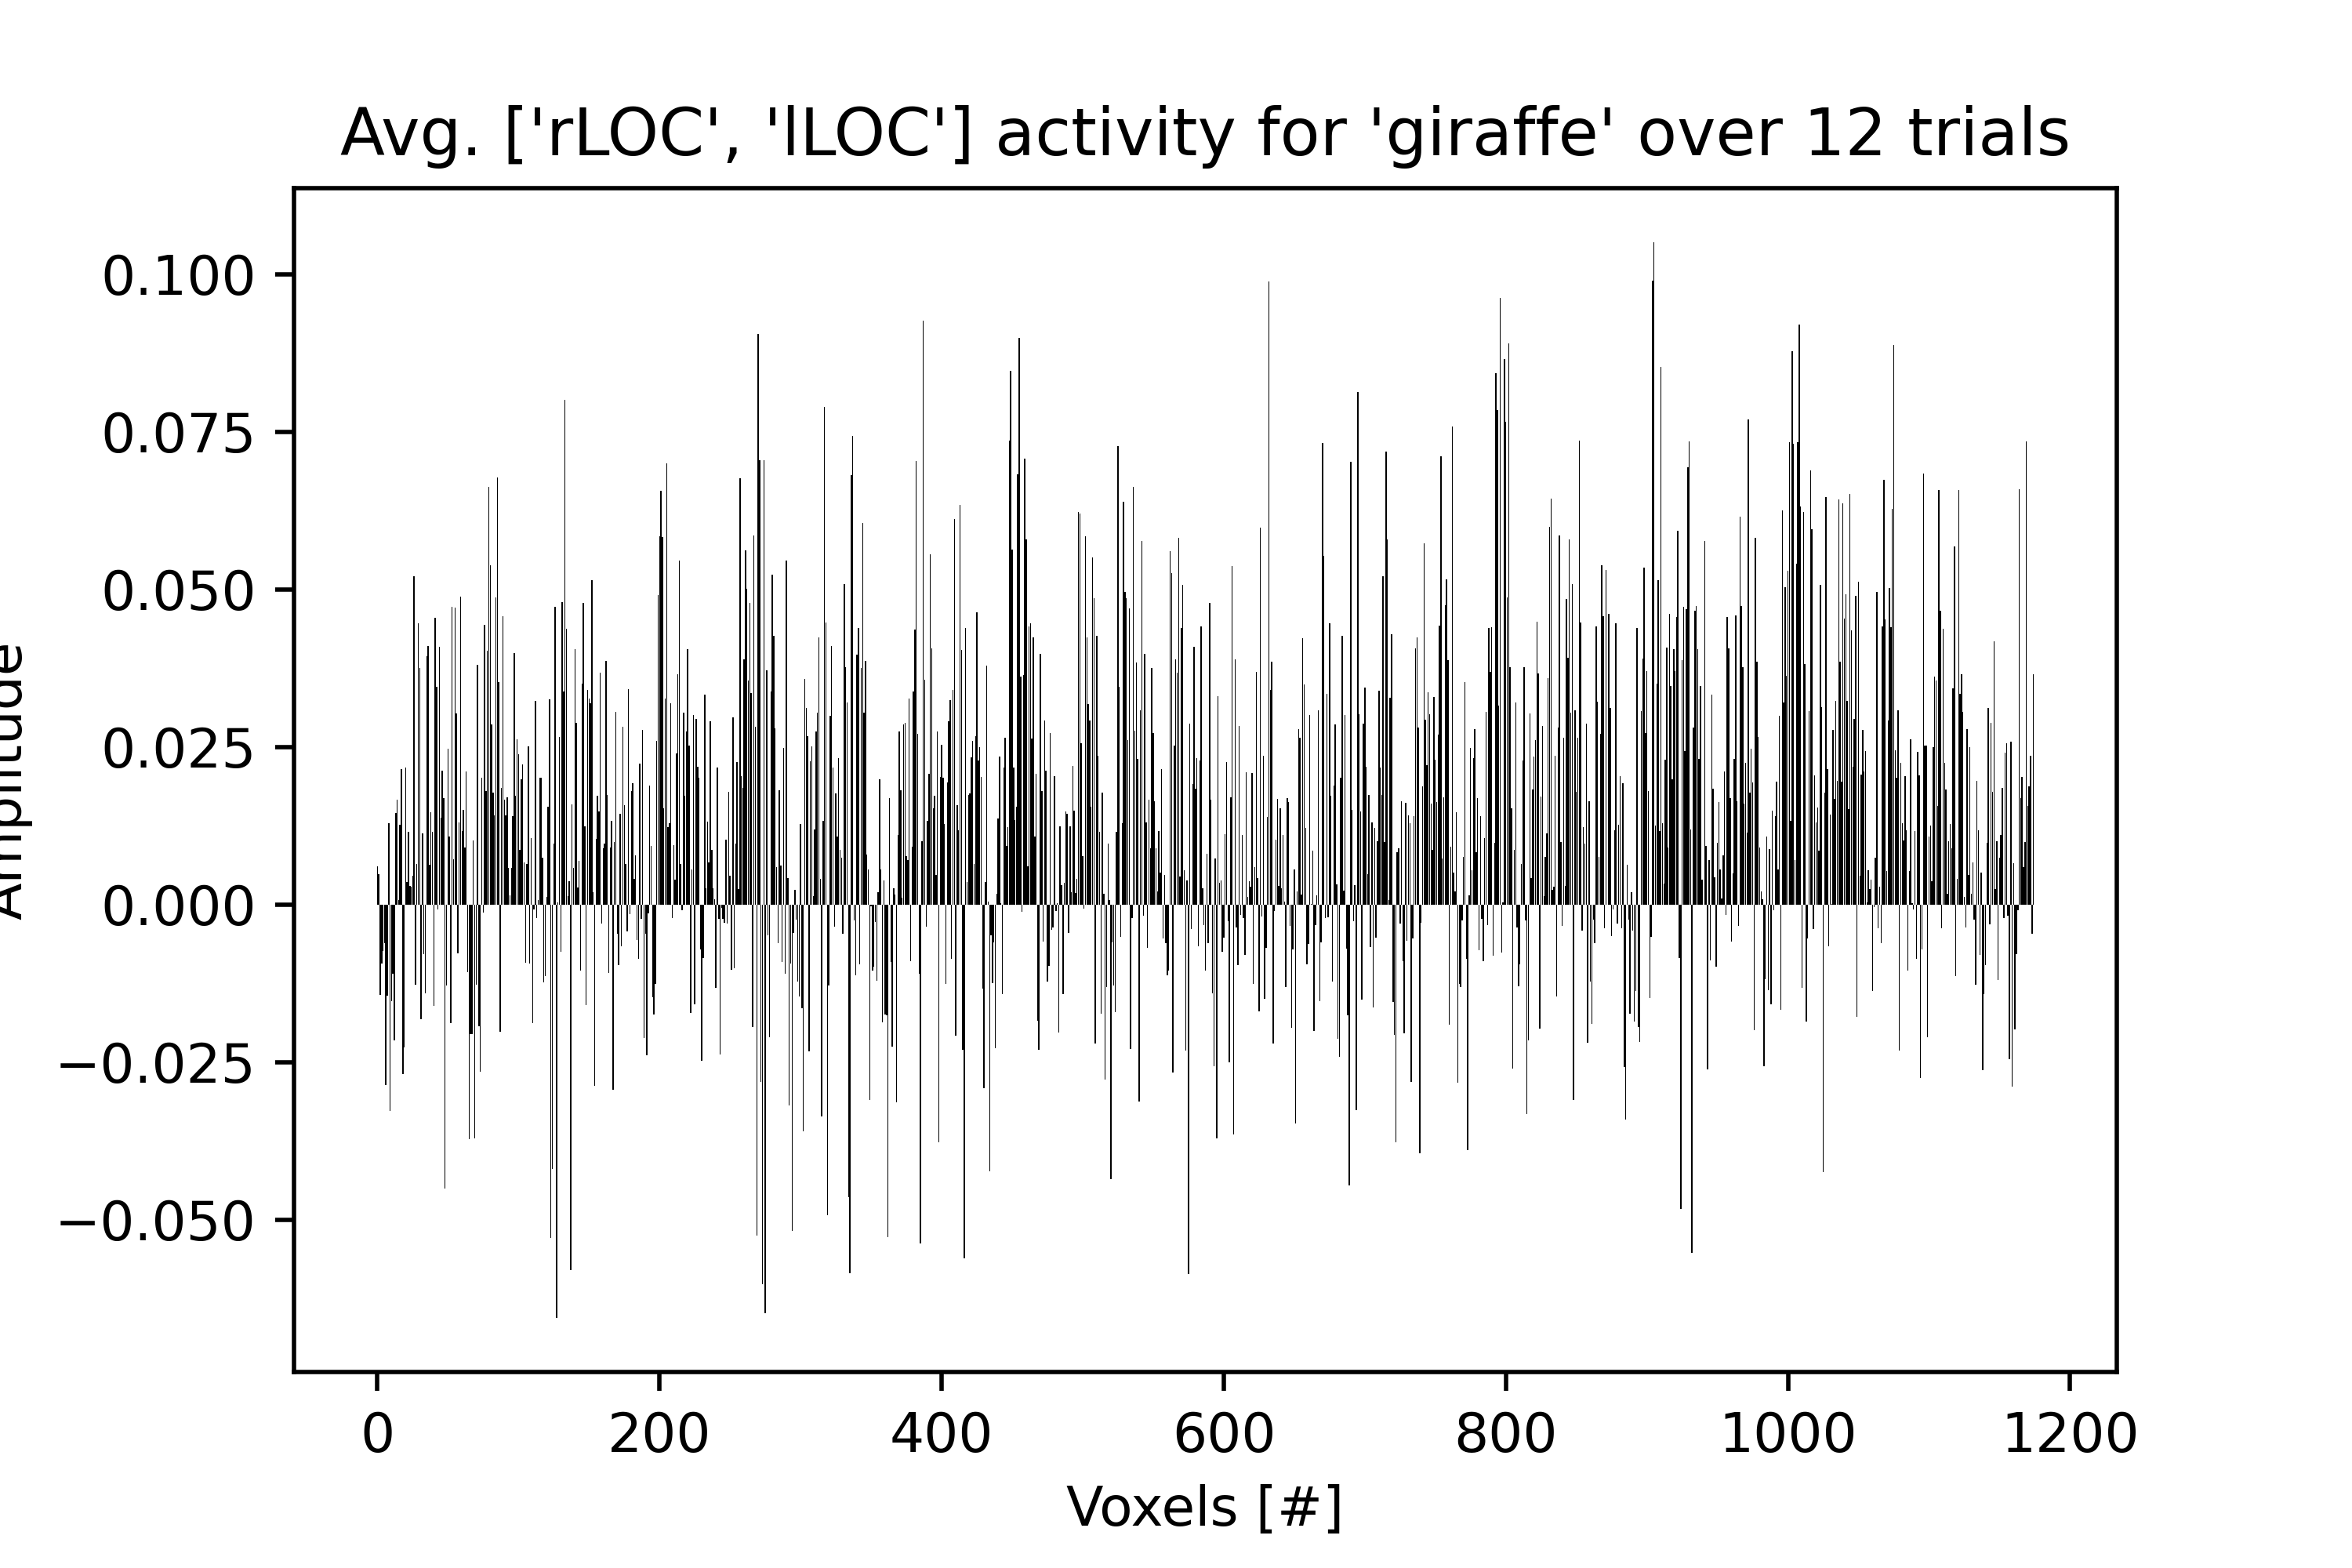 Avg. ['rLOC', 'lLOC'] activity for 'giraffe' over 12 trials
0.100
0.075
0.050
0.025
0.000
−0.025
−0.050
Amplitude
0 200 400 600 800 1000 1200
Voxels [#]